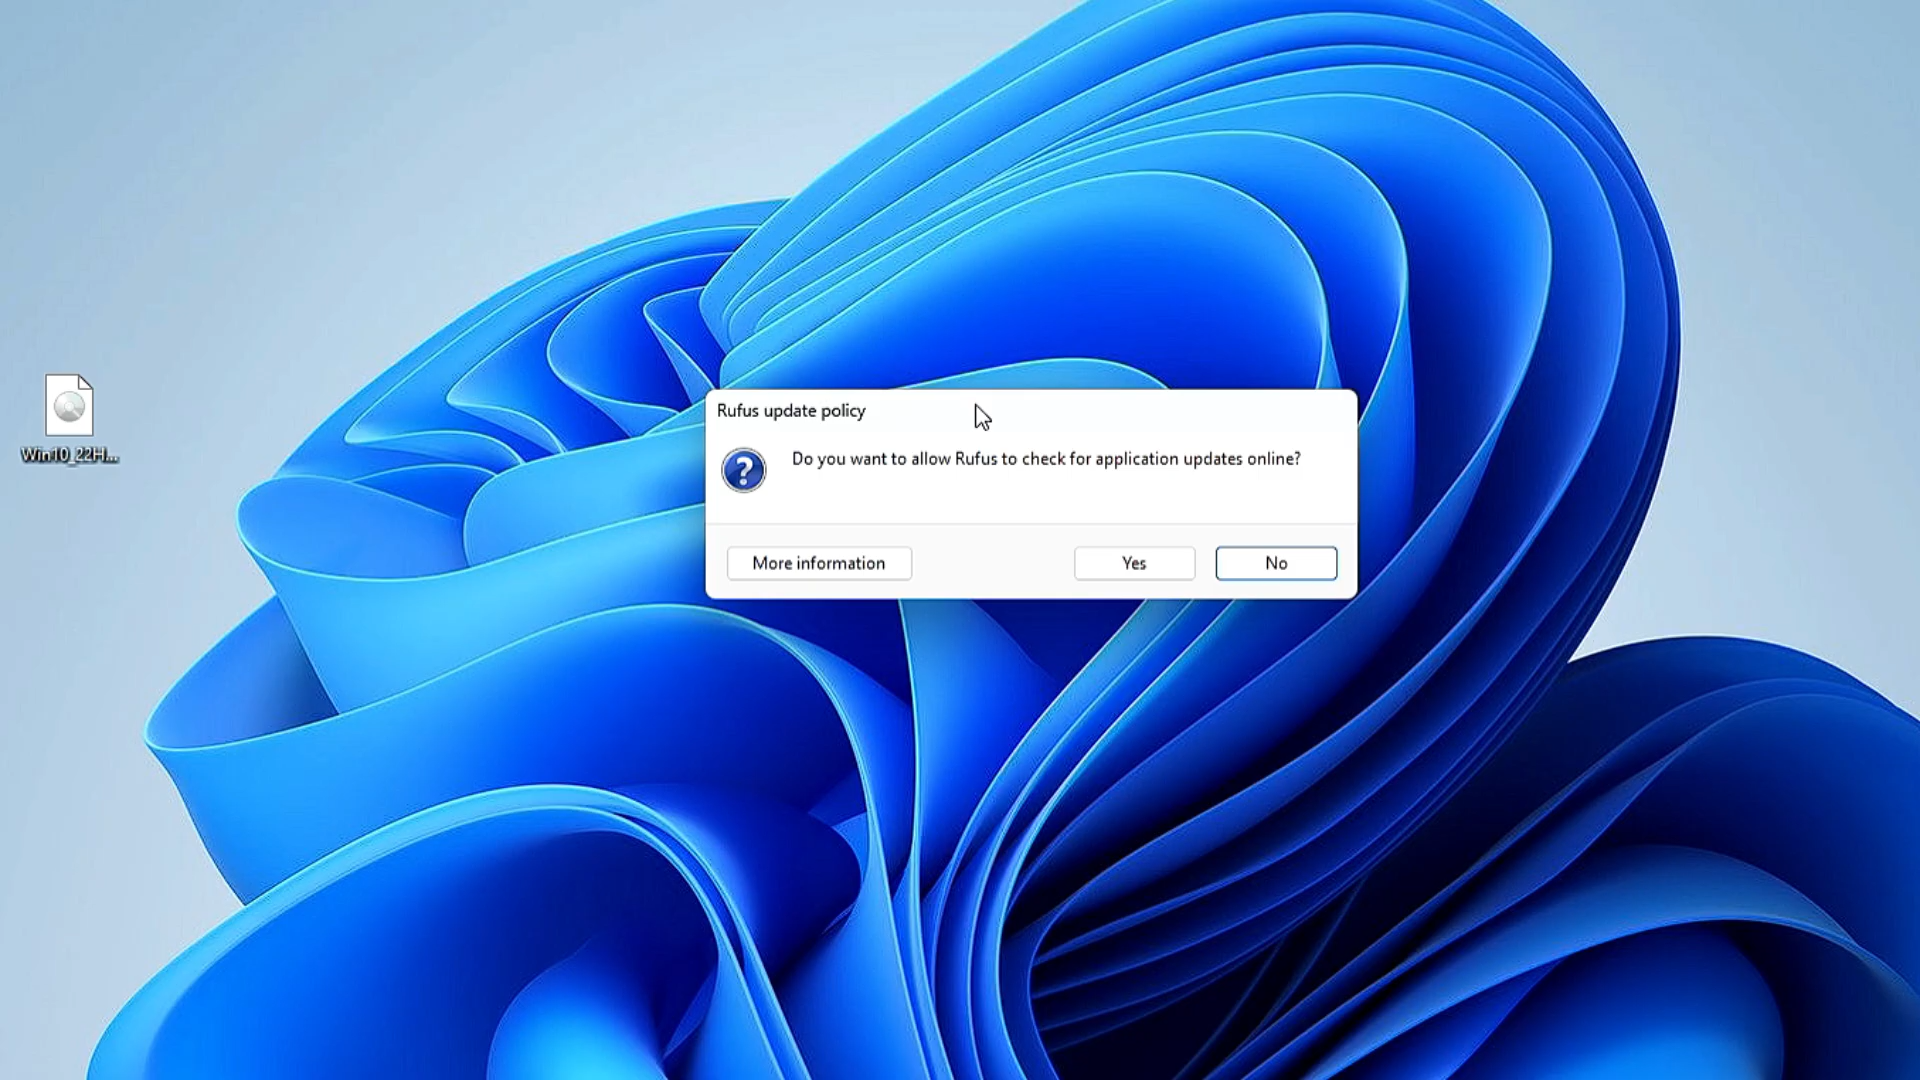 Rufus update policy
Do you want to allow Rufus to check for application updates online?
More information
Yes
No
Win10_22H...